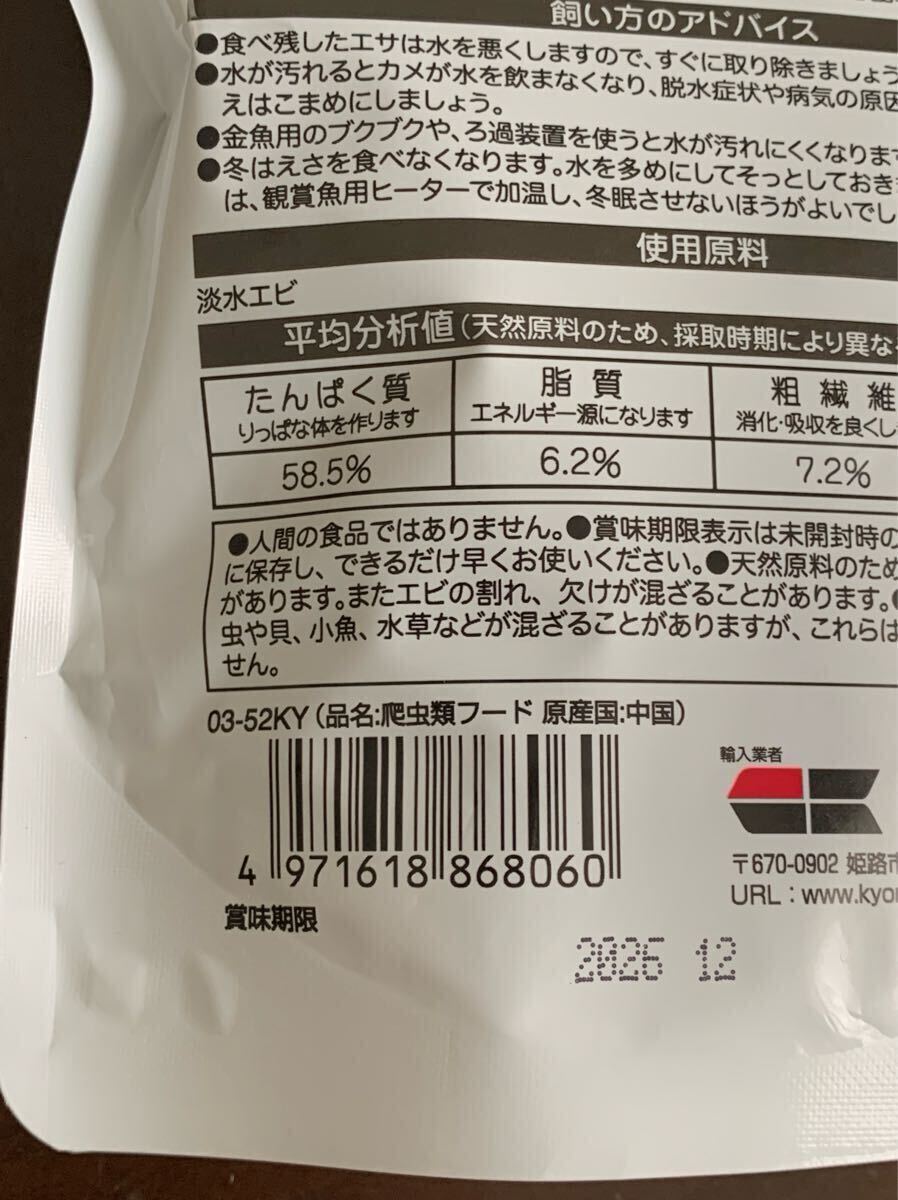 飼い方のアドバイス
●食べ残したエサは水を悪くしますので、すぐに取り除きましょう
●水が汚れるとカメが水を飲まなくなり、脱水症状や病気の原因
えはこまめにしましょう。
●金魚用のブクブクや、ろ過装置を使うと水が汚れにくくなりま
●冬はえさを食べなくなります。水を多めにしてそっとしておき
は、観賞魚用ヒーターで加温し、冬眠させないほうがよいでし
使用原料
淡水エビ
平均分析値(天然原料のため、採取時期により異な
たんぱく質 脂質 粗繊維
りっぱな体を作ります エネルギー源になります 消化・吸収を良くし
58.5% 6.2% 7.2%
●人間の食品ではありません。●賞味期限表示は未開封時の
に保存し、できるだけ早くお使いください。●天然原料のため
があります。またエビの割れ、欠けが混ざることがあります。
虫や貝、小魚、水草などが混ざることがありますが、これらは
せん。
03-52KY(品名:爬虫類フード 原産国:中国)
輸入業者
4 971618 868060
〒670-0902 姫路市
URL:www.kyo
賞味期限
2026 12